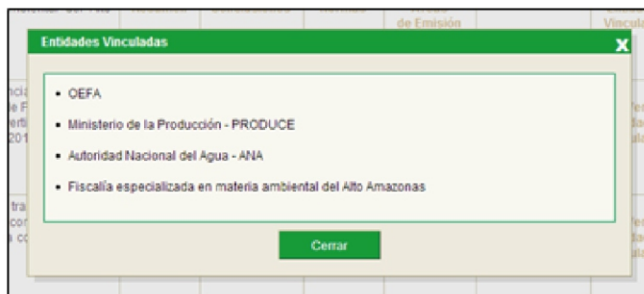 de Emisión
Entidades Vinculadas
X
• OEFA
• Ministerio de la Producción - PRODUCE
• Autoridad Nacional del Agua - ANA
• Fiscalía especializada en materia ambiental del Alto Amazonas
Cerrar